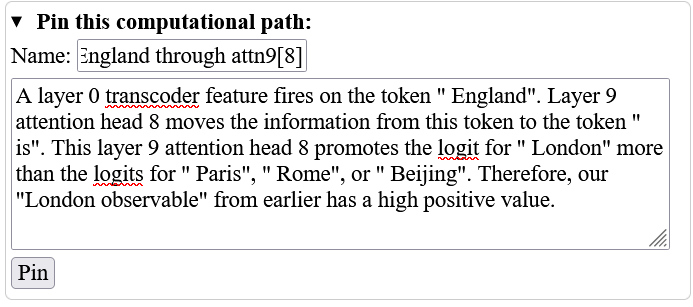 ▼ Pin this computational path:
Name: England through attn9[8]
A layer 0 transcoder feature fires on the token " England". Layer 9
attention head 8 moves the information from this token to the token "
is". This layer 9 attention head 8 promotes the logit for " London" more
than the logits for " Paris", " Rome", or " Beijing". Therefore, our
"London observable" from earlier has a high positive value.
Pin